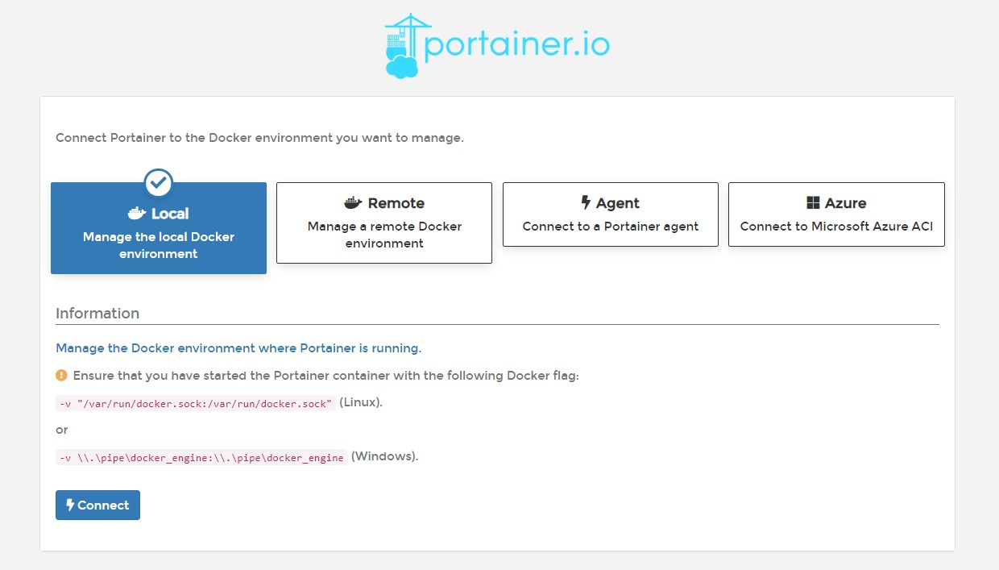 portainer.io
Connect Portainer to the Docker environment you want to manage.
Local
Manage the local Docker
environment
Remote
Manage a remote Docker
environment
Agent
Connect to a Portainer agent
Azure
Connect to Microsoft Azure ACI
Information
Manage the Docker environment where Portainer is running.
Ensure that you have started the Portainer container with the following Docker flag:
-v "/var/run/docker.sock:/var/run/docker.sock" (Linux).
or
-v \\.\pipe\docker_engine:\\.\pipe\docker_engine (Windows).
Connect